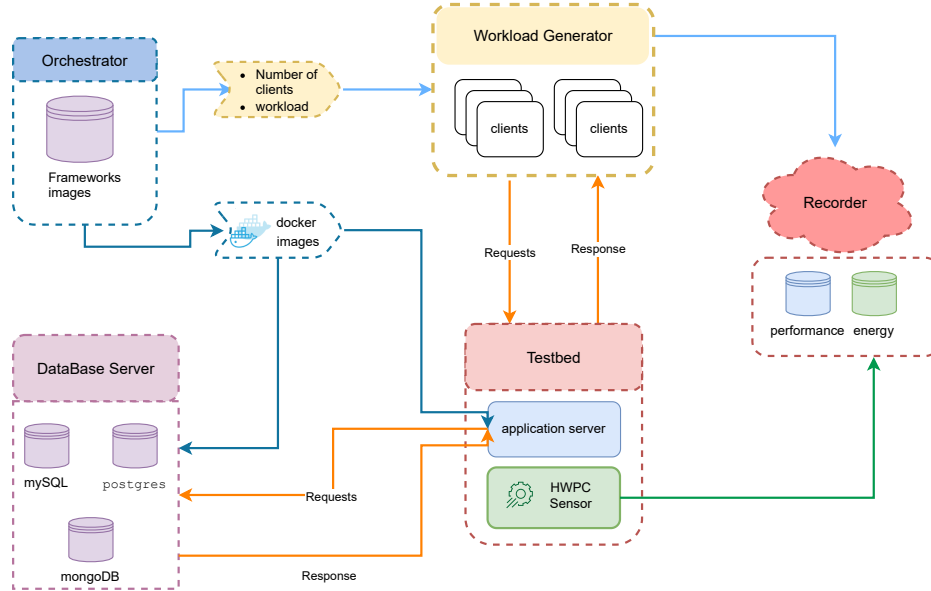 Workload Generator
Orchestrator
Number of
clients
workload
clients
clients
Frameworks
images
Recorder
docker
images
Requests
Response
performance
energy
Testbed
DataBase Server
application server
mySQL
postgres
HWPC
Sensor
Requests
mongoDB
Response